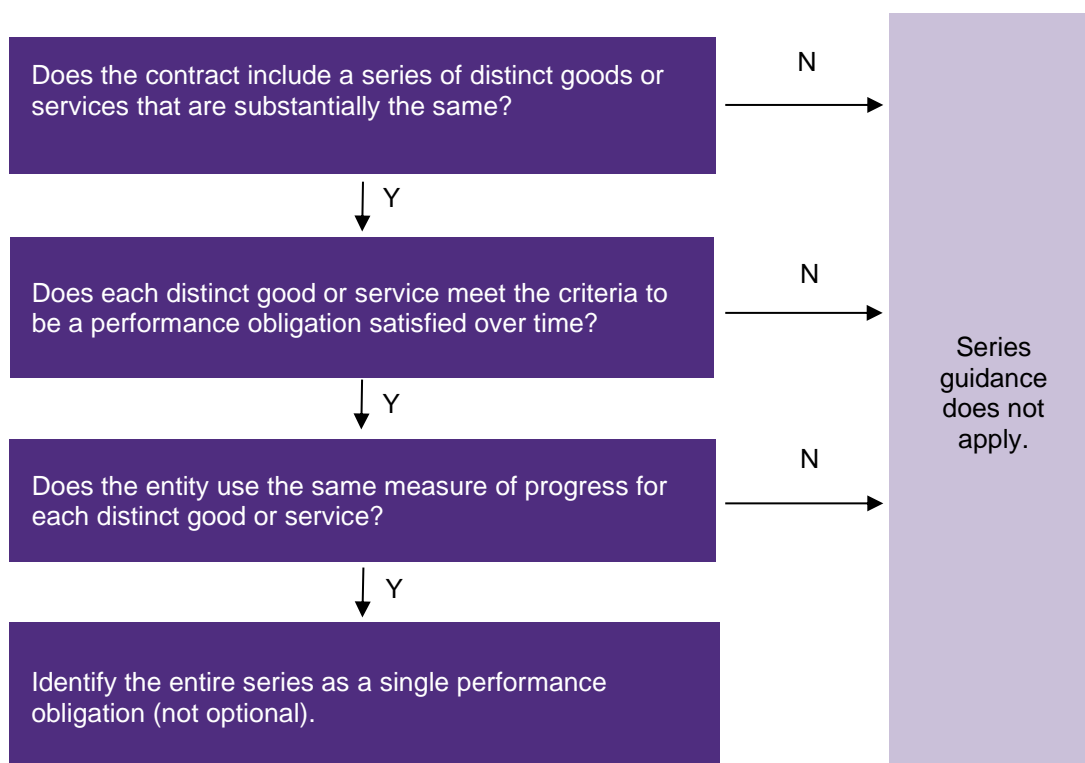 Does the contract include a series of distinct goods or
services that are substantially the same?
N
Y
Does each distinct good or service meet the criteria to
be a performance obligation satisfied over time?
N
Y
Does the entity use the same measure of progress for
each distinct good or service?
N
Y
Identify the entire series as a single performance
obligation (not optional).
Series
guidance
does not
apply.